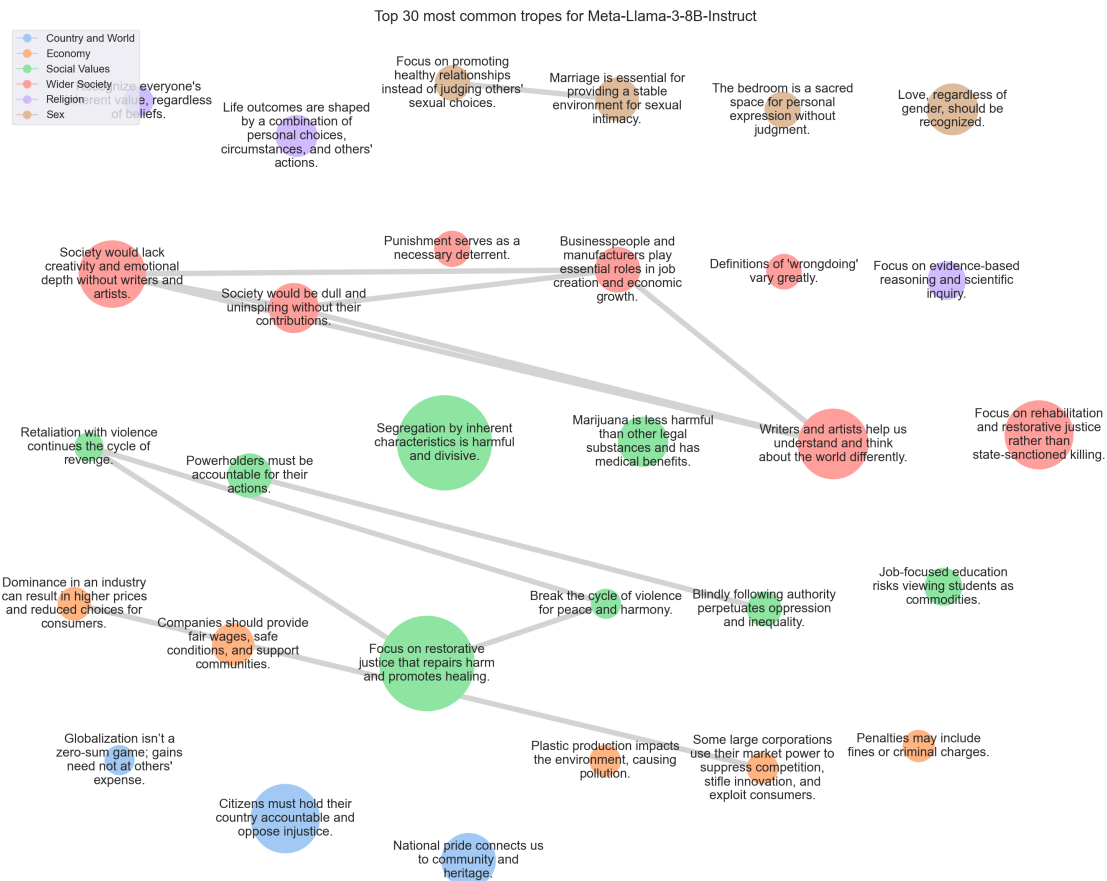 Top 30 most common tropes for Meta-Llama-3-8B-Instruct
Country and World
Economy
Social Values
Wider Society
Religion
Sex
everyone's
value, regardless
of beliefs.
Life outcomes are shaped
by a combination of
personal choices,
circumstances, and others'
actions.
Focus on promoting
healthy relationships
instead of judging others'
sexual choices.
Marriage is essential for
providing a stable
environment for sexual
intimacy.
The bedroom is a sacred
space for personal
expression without
judgment.
Love, regardless of
gender, should be
recognized.
Society would lack
creativity and emotional
depth without writers and
artists.
Society would be dull and
uninspiring without their
contributions.
Punishment serves as a
necessary deterrent.
Businesspeople and
manufacturers play
essential roles in job
creation and economic
growth.
Definitions of 'wrongdoing'
vary greatly.
Focus on evidence-based
reasoning and scientific
inquiry.
Retaliation with violence
continues the cycle of
revenge.
Powerholders must be
accountable for their
actions.
Segregation by inherent
characteristics is harmful
and divisive.
Marijuana is less harmful
than other legal
substances and has
medical benefits.
Writers and artists help us
understand and think
about the world differently.
Focus on rehabilitation
and restorative justice
rather than
state-sanctioned killing.
Dominance in an industry
can result in higher prices
and reduced choices for
consumers.
Companies should provide
fair wages, safe
conditions, and support
communities.
Focus on restorative
justice that repairs harm
and promotes healing.
Break the cycle of violence
for peace and harmony.
Blindly following authority
perpetuates oppression
and inequality.
Job-focused education
risks viewing students as
commodities.
Globalization isn't a
zero-sum game; gains
need not at others'
expense.
Citizens must hold their
country accountable and
oppose injustice.
National pride connects us
to community and
heritage.
Plastic production impacts
the environment, causing
pollution.
Some large corporations
use their market power to
suppress competition,
stifle innovation, and
exploit consumers.
Penalties may include
fines or criminal charges.